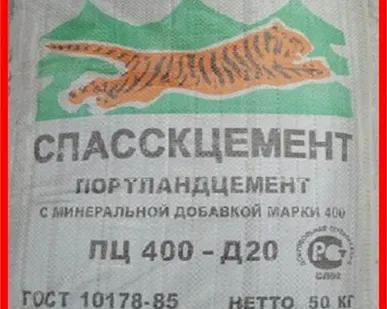 СПАССКЦЕМЕНТ
ПОРТЛАНДЦЕМЕНТ
С МИНЕРАЛЬНОЙ ДОБАВКОЙ МАРКИ 400
ПЦ 400 - Д20
ГОСТ 10178-85 НЕТТО 50 КГ